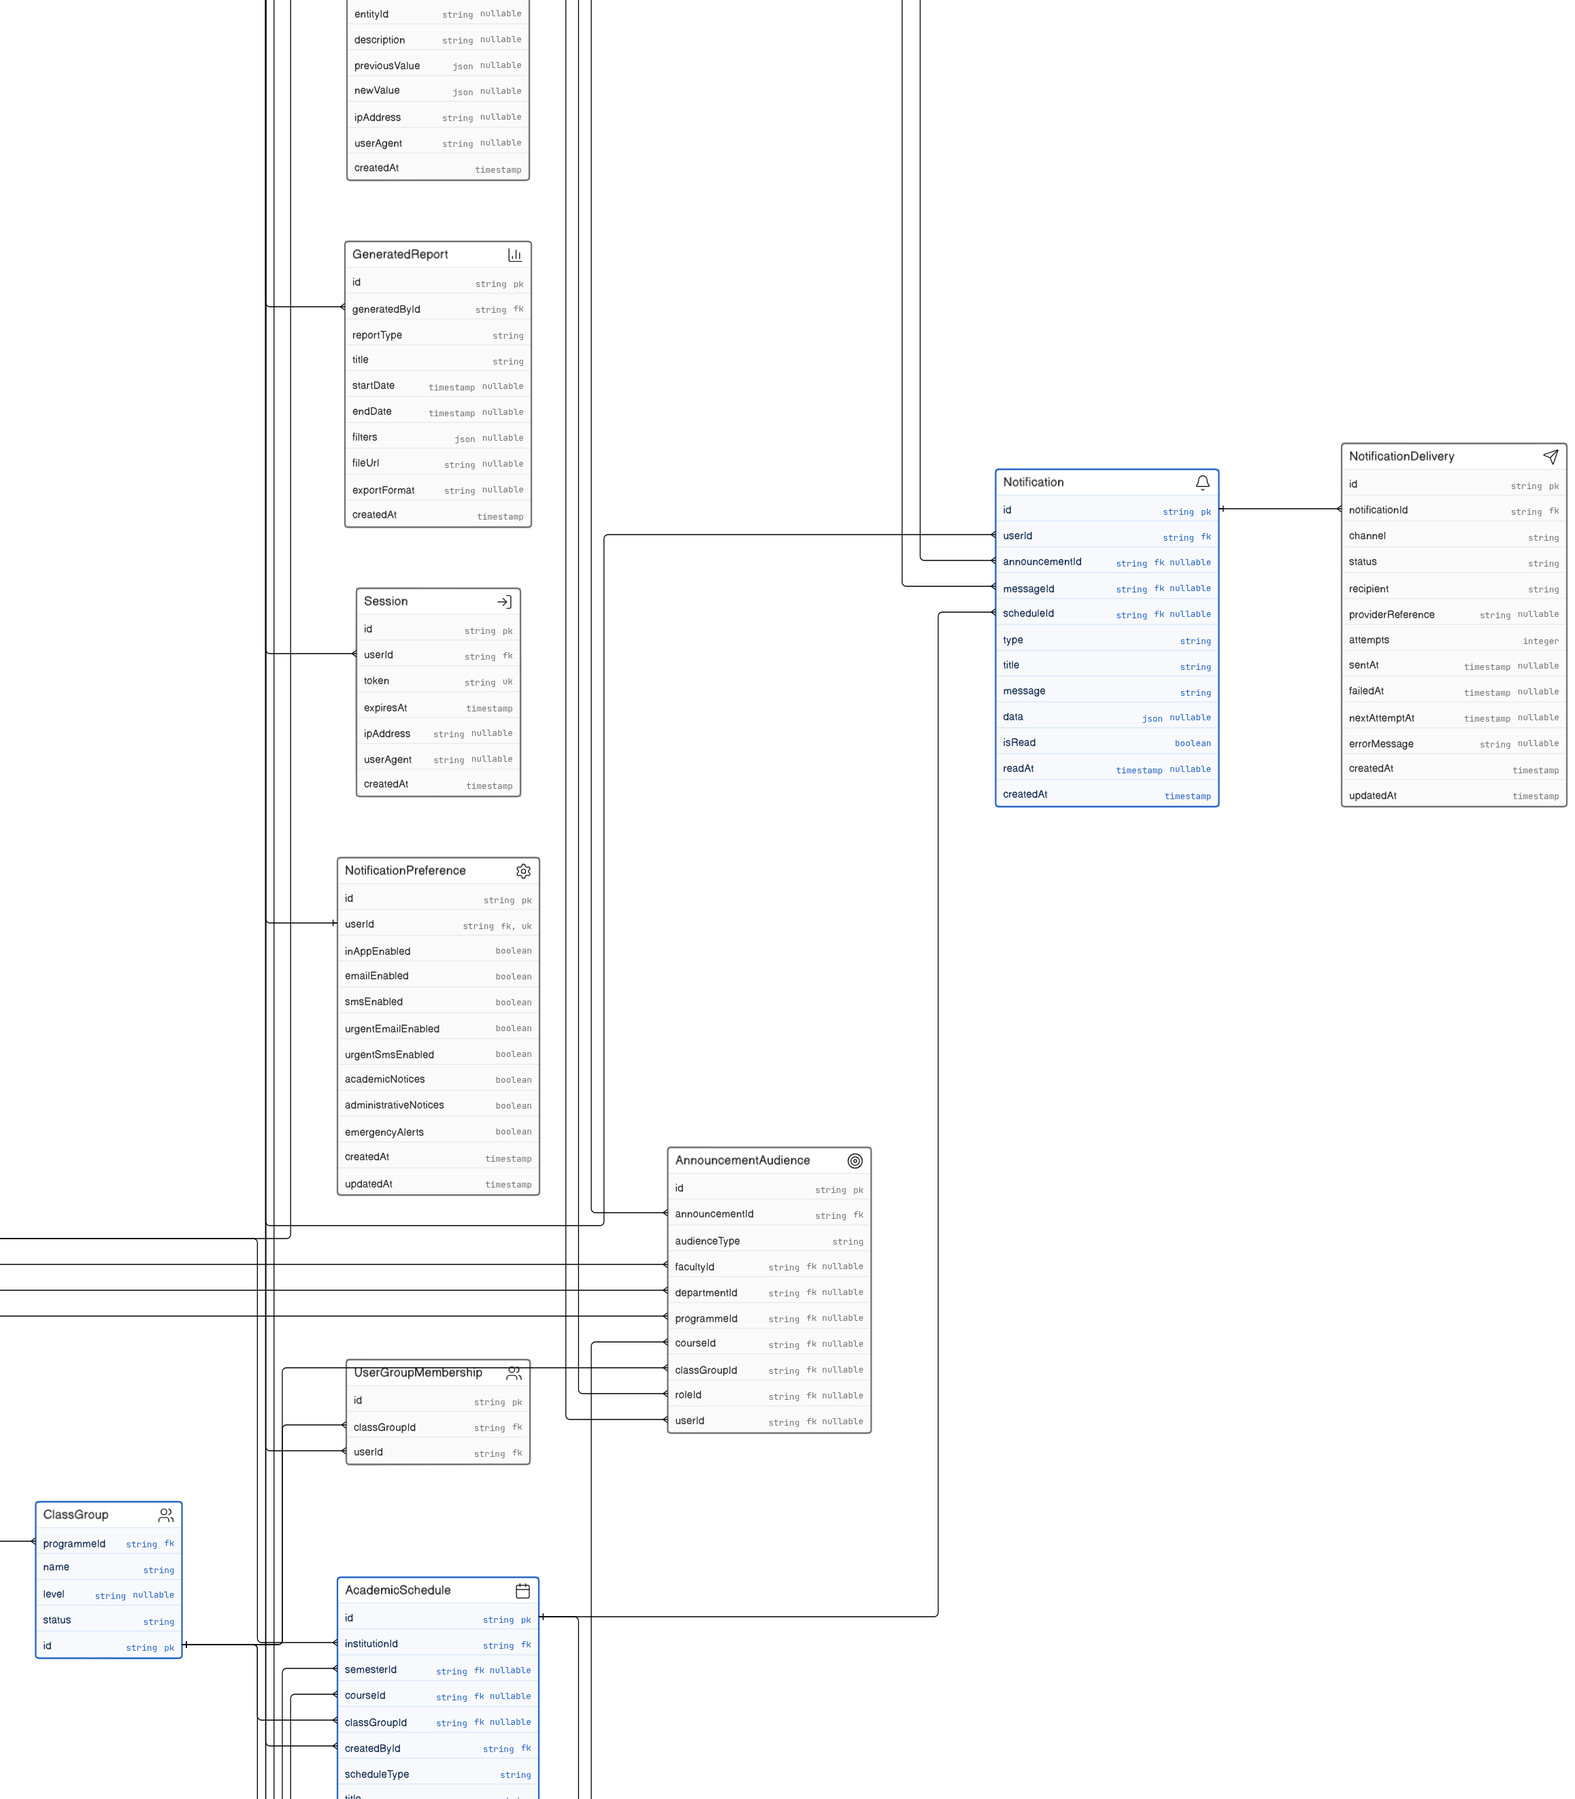 entityId string nullable
description string nullable
previousValue json nullable
newValue json nullable
ipAddress string nullable
userAgent string nullable
createdAt timestamp
GeneratedReport
id string pk
generatedById string fk
reportType string
title string
startDate timestamp nullable
endDate timestamp nullable
filters json nullable
fileUrl string nullable
exportFormat string nullable
createdAt timestamp
Session
id string pk
userId string fk
token string uk
expiresAt timestamp
ipAddress string nullable
userAgent string nullable
createdAt timestamp
NotificationPreference
id string pk
userId string fk, uk
inAppEnabled boolean
emailEnabled boolean
smsEnabled boolean
urgentEmailEnabled boolean
urgentSmsEnabled boolean
academicNotices boolean
administrativeNotices boolean
emergencyAlerts boolean
createdAt timestamp
updatedAt timestamp
Notification
id string pk
userId string fk
announcementId string fk nullable
messageId string fk nullable
scheduleId string fk nullable
type string
title string
message string
data json nullable
isRead boolean
readAt timestamp nullable
createdAt timestamp
NotificationDelivery
id string pk
notificationId string fk
channel string
status string
recipient string
providerReference string nullable
attempts integer
sentAt timestamp nullable
failedAt timestamp nullable
nextAttemptAt timestamp nullable
errorMessage string nullable
createdAt timestamp
updatedAt timestamp
AnnouncementAudience
id string pk
announcementId string fk
audienceType string
facultyId string fk nullable
departmentId string fk nullable
programmeId string fk nullable
courseId string fk nullable
classGroupId string fk nullable
roleId string fk nullable
userId string fk nullable
UserGroupMembership
id string pk
classGroupId string fk
userId string fk
ClassGroup
programmeId string fk
name string
level string nullable
status string
id string pk
AcademicSchedule
id string pk
institutionId string fk
semesterId string fk nullable
courseId string fk nullable
classGroupId string fk nullable
createdById string fk
scheduleType string